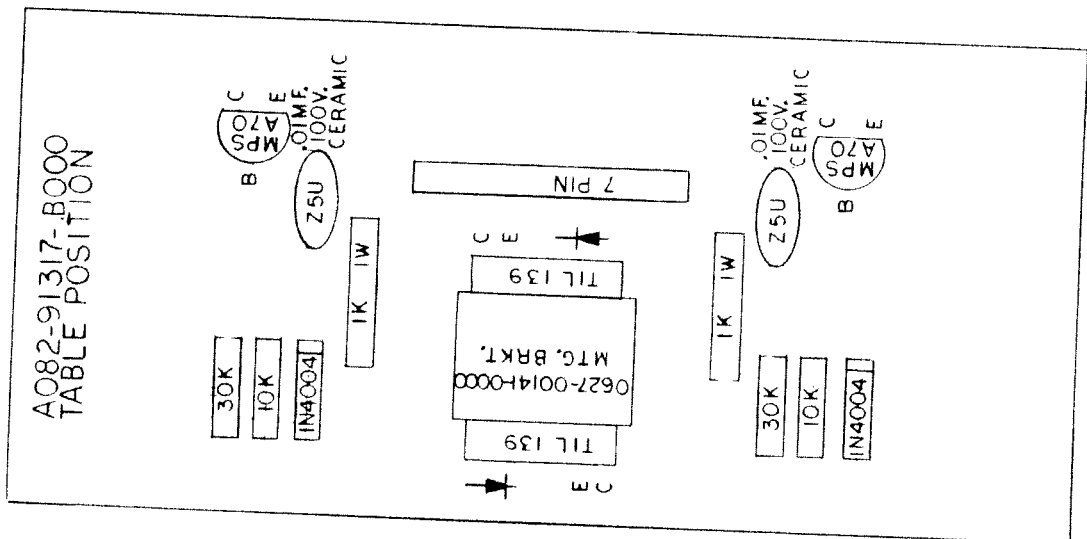 A082-91317-B000
TABLE POSITION
C
E
MPS
A70
B
.01MF.
100V.
CERAMIC
Z5U
1K 1W
30K
10K
1N4004
7 PIN
C
E
TIL 139
0627-00141-0000
MTG. BRKT.
TIL 139
E
C
.01MF.
100V.
CERAMIC
C
E
MPS
A70
B
Z5U
1K 1W
30K
10K
1N4004